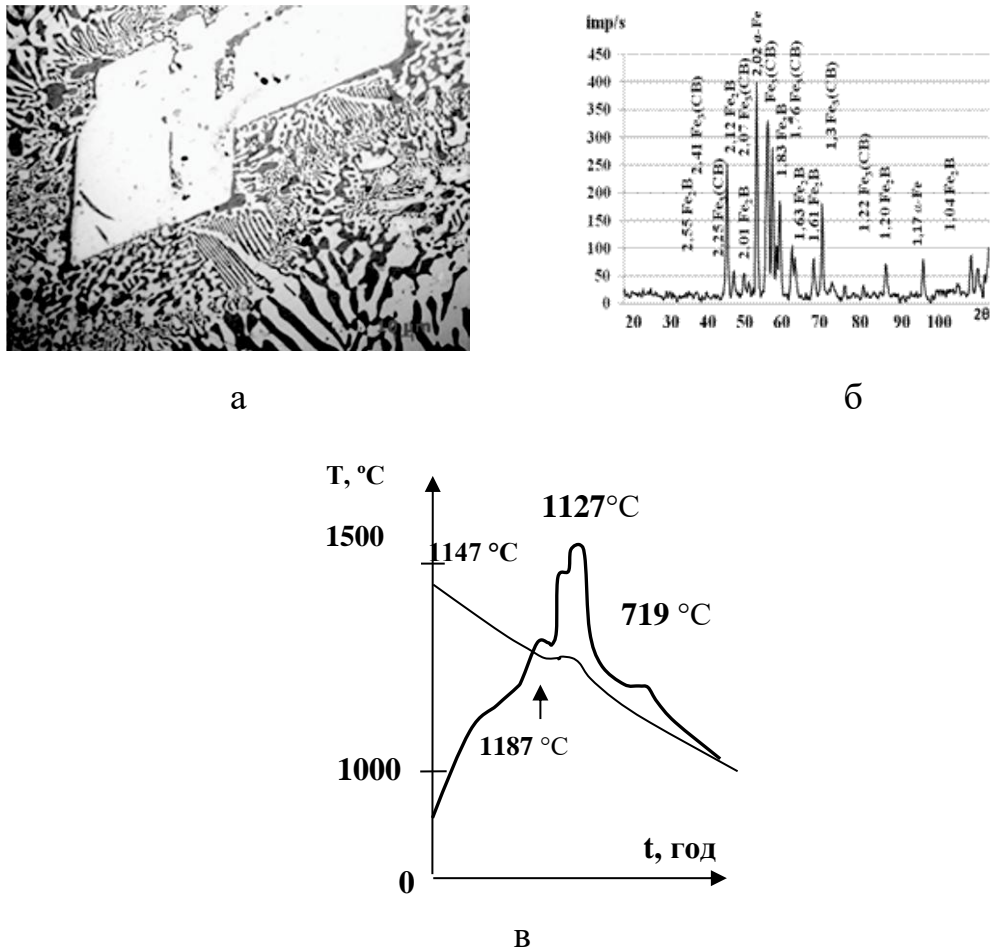 imp/s
450
400
350
300
250
200
150
100
50
0
2.55 Fe₂B
2.41 Fe₃(CB)
2.25 Fe₃(CB)
2.12 Fe₂B
2.07 Fe₃(CB)
2.01 Fe₂B
2.02 α-Fe
Fe₃(CB)
1.83 Fe₂B
Fe₃(CB)
1.63 Fe₂B
1.61 Fe₂B
1,3 Fe₃(CB)
1.22 Fe₃(CB)
1.20 Fe₂B
1,17 α-Fe
1.04 Fe₂B
20 30 40 50 60 70 80 90 100 2θ
а
б
T, ºC
1500
1147 °C
1127°C
719 °C
1187 °C
1000
t, год
0
в